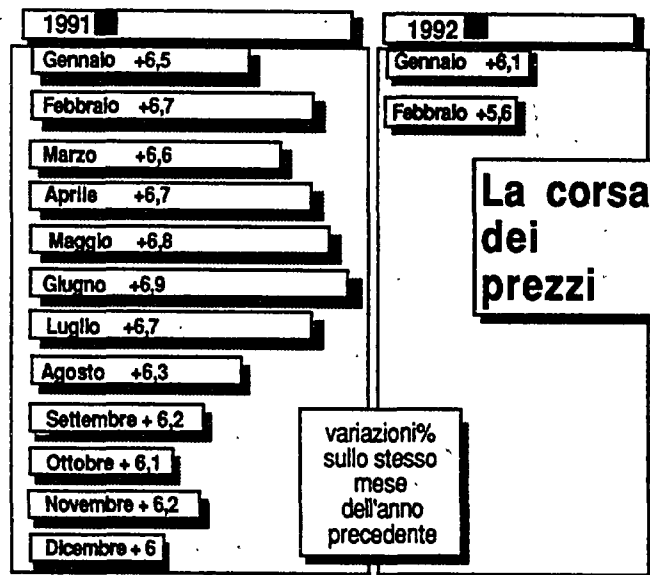 1991
Gennaio +6,5
Febbraio +6,7
Marzo +6,6
Aprile +6,7
Maggio +6,8
Giugno +6,9
Luglio +6,7
Agosto +6,3
Settembre + 6,2
Ottobre + 6,1
Novembre + 6,2
Dicembre + 6
1992
Gennaio +6,1
Febbraio +5,6
La corsa
dei
prezzi
variazioni%
sullo stesso
mese
dell'anno
precedente